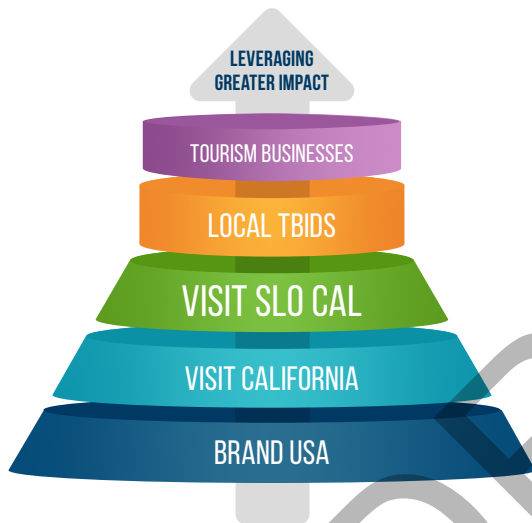 LEVERAGING
GREATER IMPACT
TOURISM BUSINESSES
LOCAL TBIDS
VISIT SLO CAL
VISIT CALIFORNIA
BRAND USA